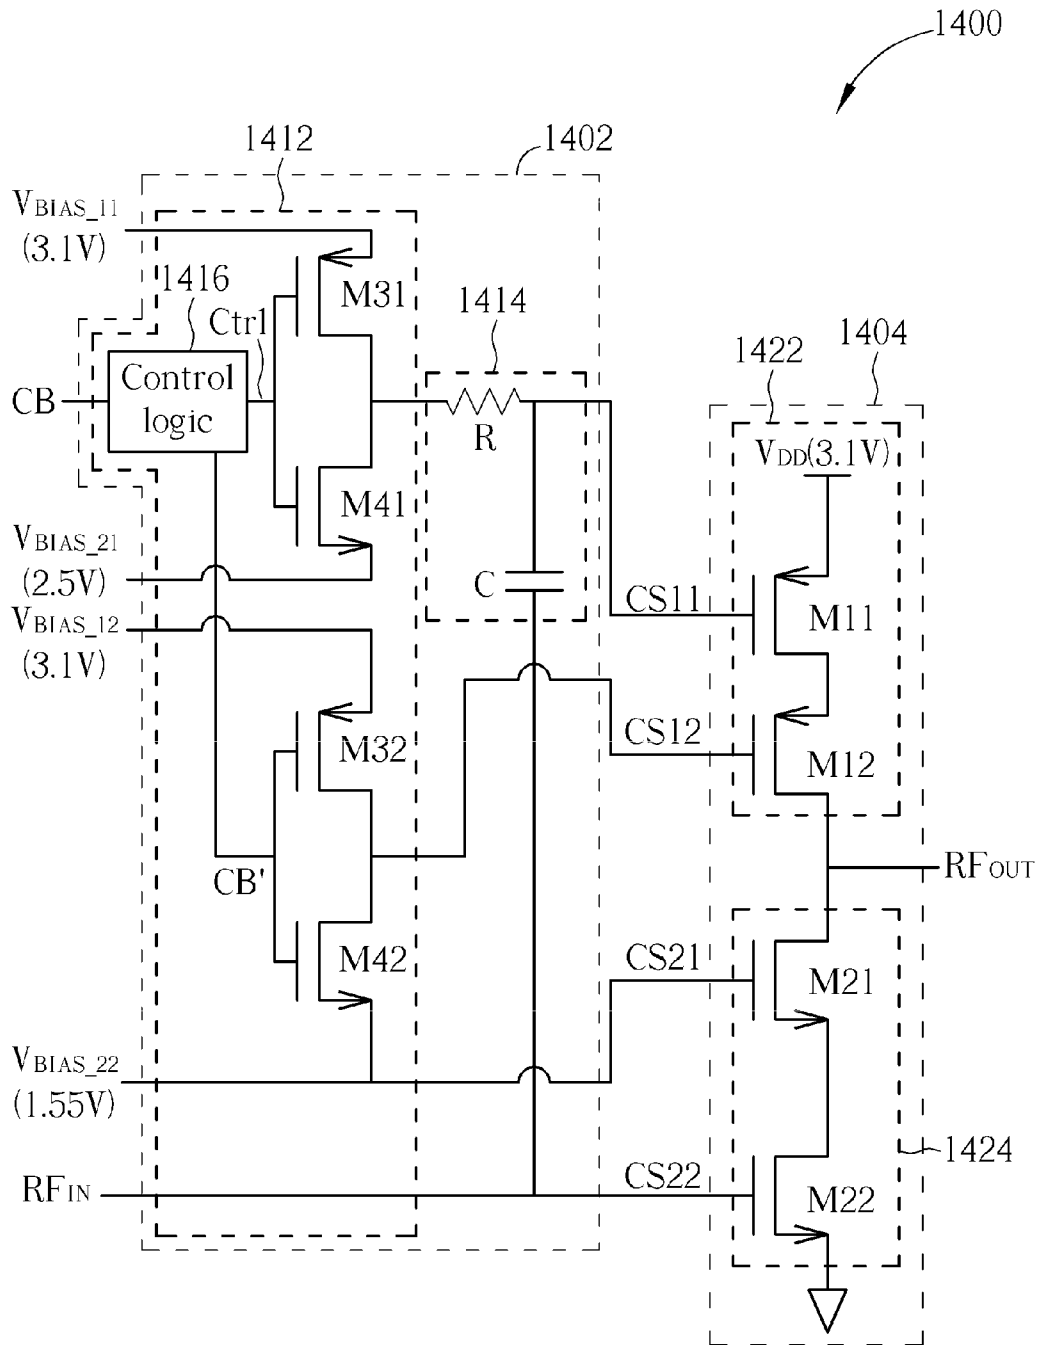 1400
1412
1402
VBIAS_11
(3.1V)
M31
1416
Ctrl
1414
1404
1422
CB
Control
logic
R
VDD(3.1V)
M41
VBIAS_21
(2.5V)
C
CS11
M11
VBIAS_12
(3.1V)
M32
CS12
M12
CB'
RFOUT
M42
CS21
M21
VBIAS_22
(1.55V)
1424
RFIN
CS22
M22